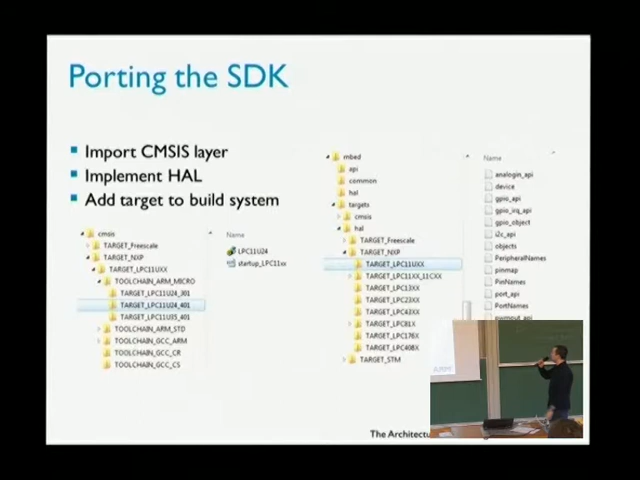 Porting the SDK
Import CMSIS layer
Implement HAL
Add target to build system
cmsis
TARGET_Freescale
TARGET_NXP
TARGET_LPC11UXX
TOOLCHAIN_ARM_MICRO
TARGET_LPC11U24_301
TARGET_LPC11U24_401
TARGET_LPC11U35_401
TOOLCHAIN_ARM_STD
TOOLCHAIN_GCC_ARM
TOOLCHAIN_GCC_CR
TOOLCHAIN_GCC_CS
Name
LPC11U24
startup_LPC11xx
mbed
api
common
hal
targets
cmsis
hal
TARGET_Freescale
TARGET_NXP
TARGET_LPC11UXX
TARGET_LPC11XX_11CXX
TARGET_LPC13XX
TARGET_LPC23XX
TARGET_LPC43XX
TARGET_LPC81X
TARGET_LPC176X
TARGET_LPC408X
TARGET_STM
Name
analogin_api
device
gpio_api
gpio_irq_api
gpio_object
i2c_api
objects
PeripheralNames
pinmap
PinNames
port_api
PortNames
pwmout_api
The Architectu